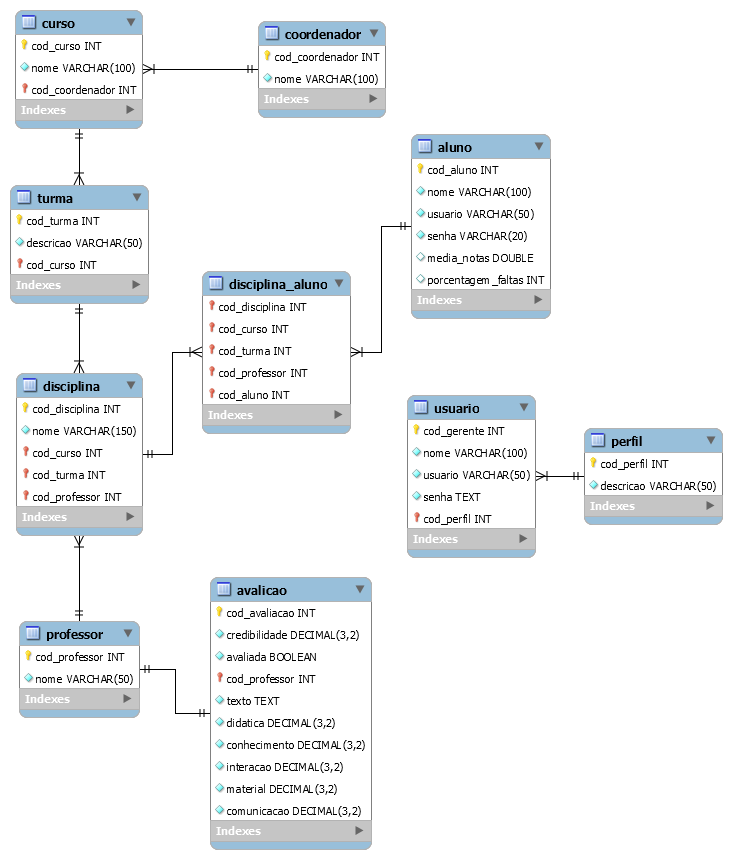 curso
cod_curso INT
nome VARCHAR(100)
cod_coordenador INT
Indexes
coordenador
cod_coordenador INT
nome VARCHAR(100)
Indexes
turma
cod_turma INT
descricao VARCHAR(50)
cod_curso INT
Indexes
aluno
cod_aluno INT
nome VARCHAR(100)
usuario VARCHAR(50)
senha VARCHAR(20)
media_notas DOUBLE
porcentagem_faltas INT
Indexes
disciplina_aluno
cod_disciplina INT
cod_curso INT
cod_turma INT
cod_professor INT
cod_aluno INT
Indexes
disciplina
cod_disciplina INT
nome VARCHAR(150)
cod_curso INT
cod_turma INT
cod_professor INT
Indexes
usuario
cod_gerente INT
nome VARCHAR(100)
usuario VARCHAR(50)
senha TEXT
cod_perfil INT
Indexes
perfil
cod_perfil INT
descricao VARCHAR(50)
Indexes
professor
cod_professor INT
nome VARCHAR(50)
Indexes
avalicao
cod_avaliacao INT
credibilidade DECIMAL(3,2)
avaliada BOOLEAN
cod_professor INT
texto TEXT
didatica DECIMAL(3,2)
conhecimento DECIMAL(3,2)
interacao DECIMAL(3,2)
material DECIMAL(3,2)
comunicacao DECIMAL(3,2)
Indexes